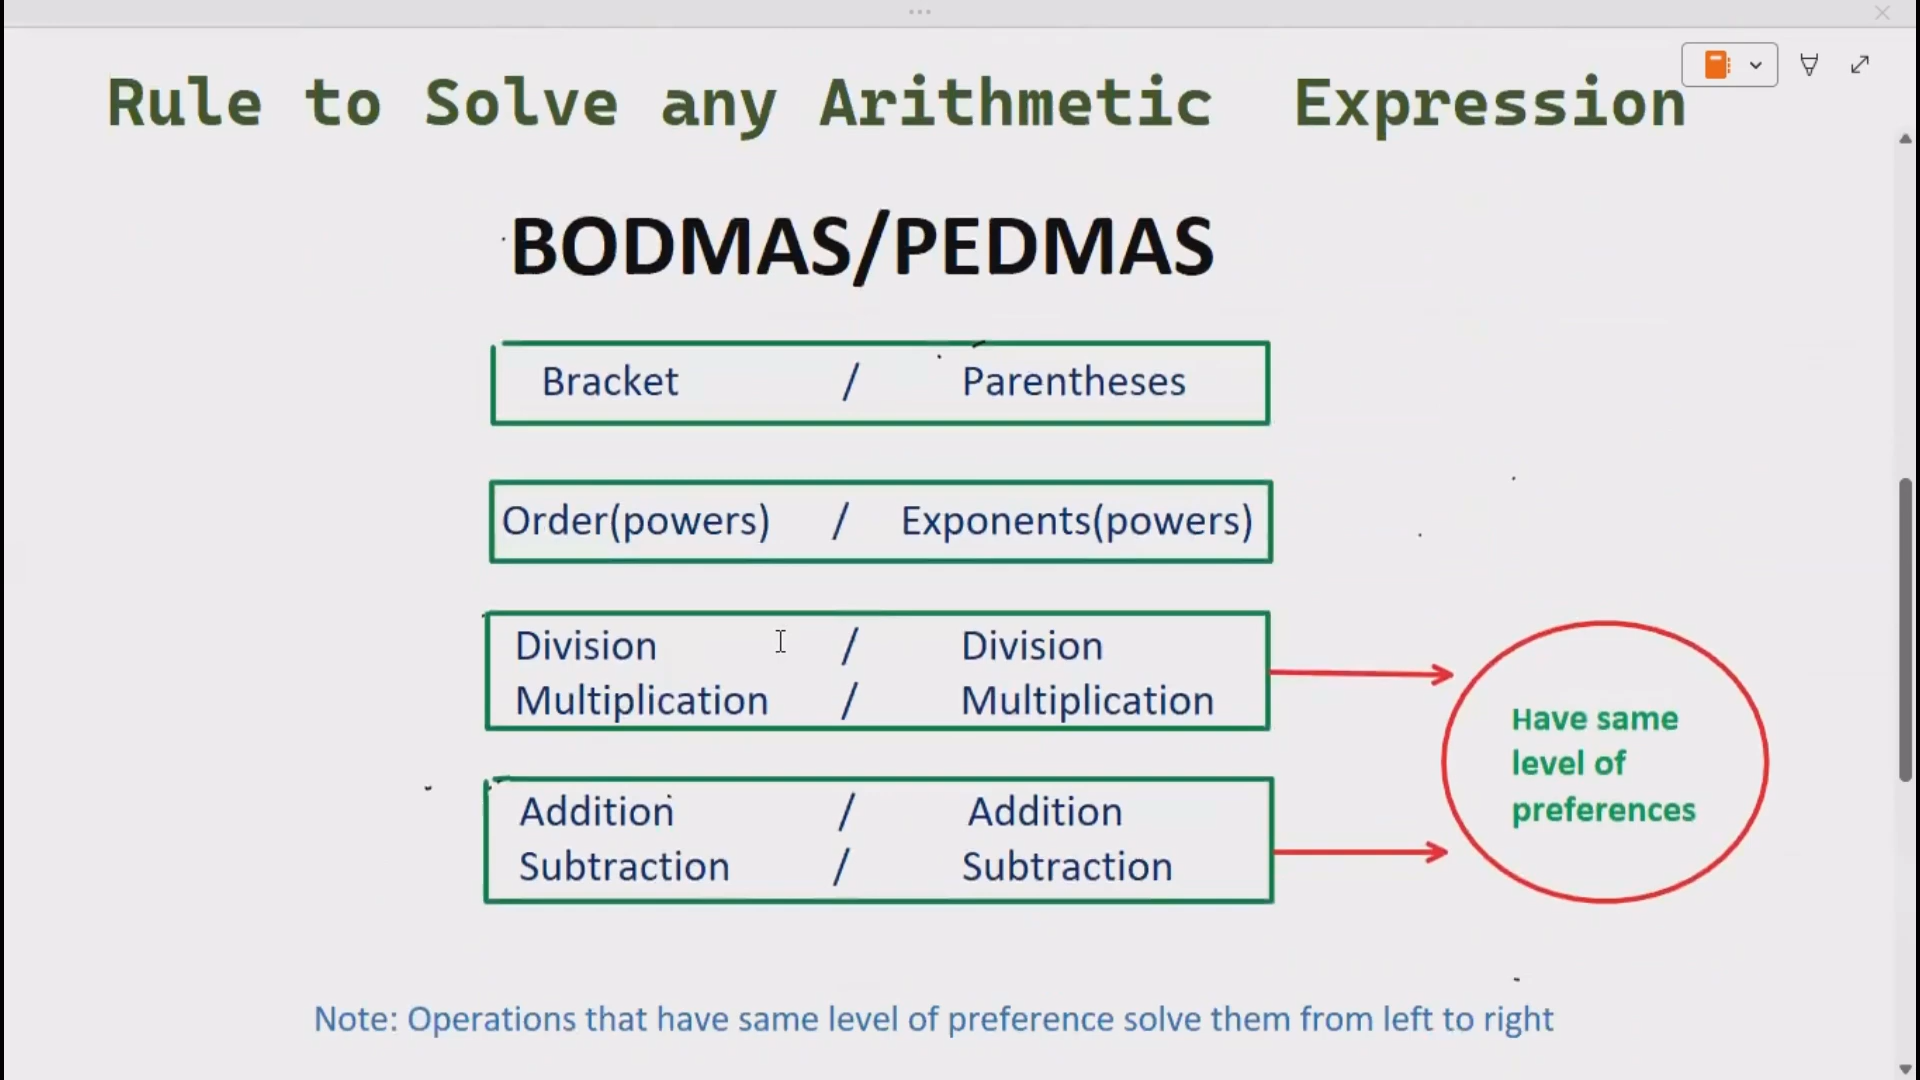 Rule to Solve any Arithmetic Expression
BODMAS/PEDMAS
Bracket / Parentheses
Order(powers) / Exponents(powers)
Division / Division
Multiplication / Multiplication
Addition / Addition
Subtraction / Subtraction
Have same
level of
preferences
Note: Operations that have same level of preference solve them from left to right